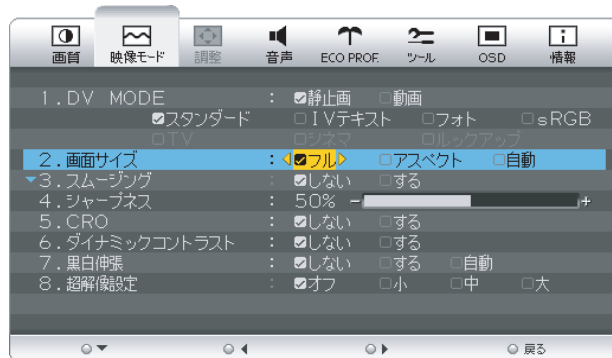 画質 映像モード 調整 音声 ECO PROF. ツール OSD 情報
1.DV MODE : 静止画 動画
スタンダード IVテキスト フォト sRGB
TV シネマ ルックアップ
2.画面サイズ : フル アスペクト 自動
3.スムージング : しない する
4.シャープネス : 50% - +
5.CRO : しない する
6.ダイナミックコントラスト : しない する
7.黒白伸張 : しない する 自動
8.超解像設定 : オフ 小 中 大
戻る